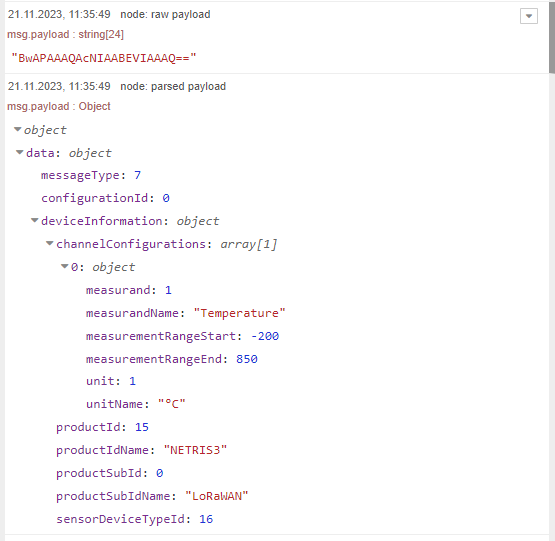 21.11.2023, 11:35:49 node: raw payload
msg.payload : string[24]
"BwAPAAAQAcNIAABEVIAAAQ=="
21.11.2023, 11:35:49 node: parsed payload
msg.payload : Object
object
data: object
messageType: 7
configurationId: 0
deviceInformation: object
channelConfigurations: array[1]
0: object
measurand: 1
measurandName: "Temperature"
measurementRangeStart: -200
measurementRangeEnd: 850
unit: 1
unitName: "°C"
productId: 15
productIdName: "NETRIS3"
productSubId: 0
productSubIdName: "LoRaWAN"
sensorDeviceTypeId: 16